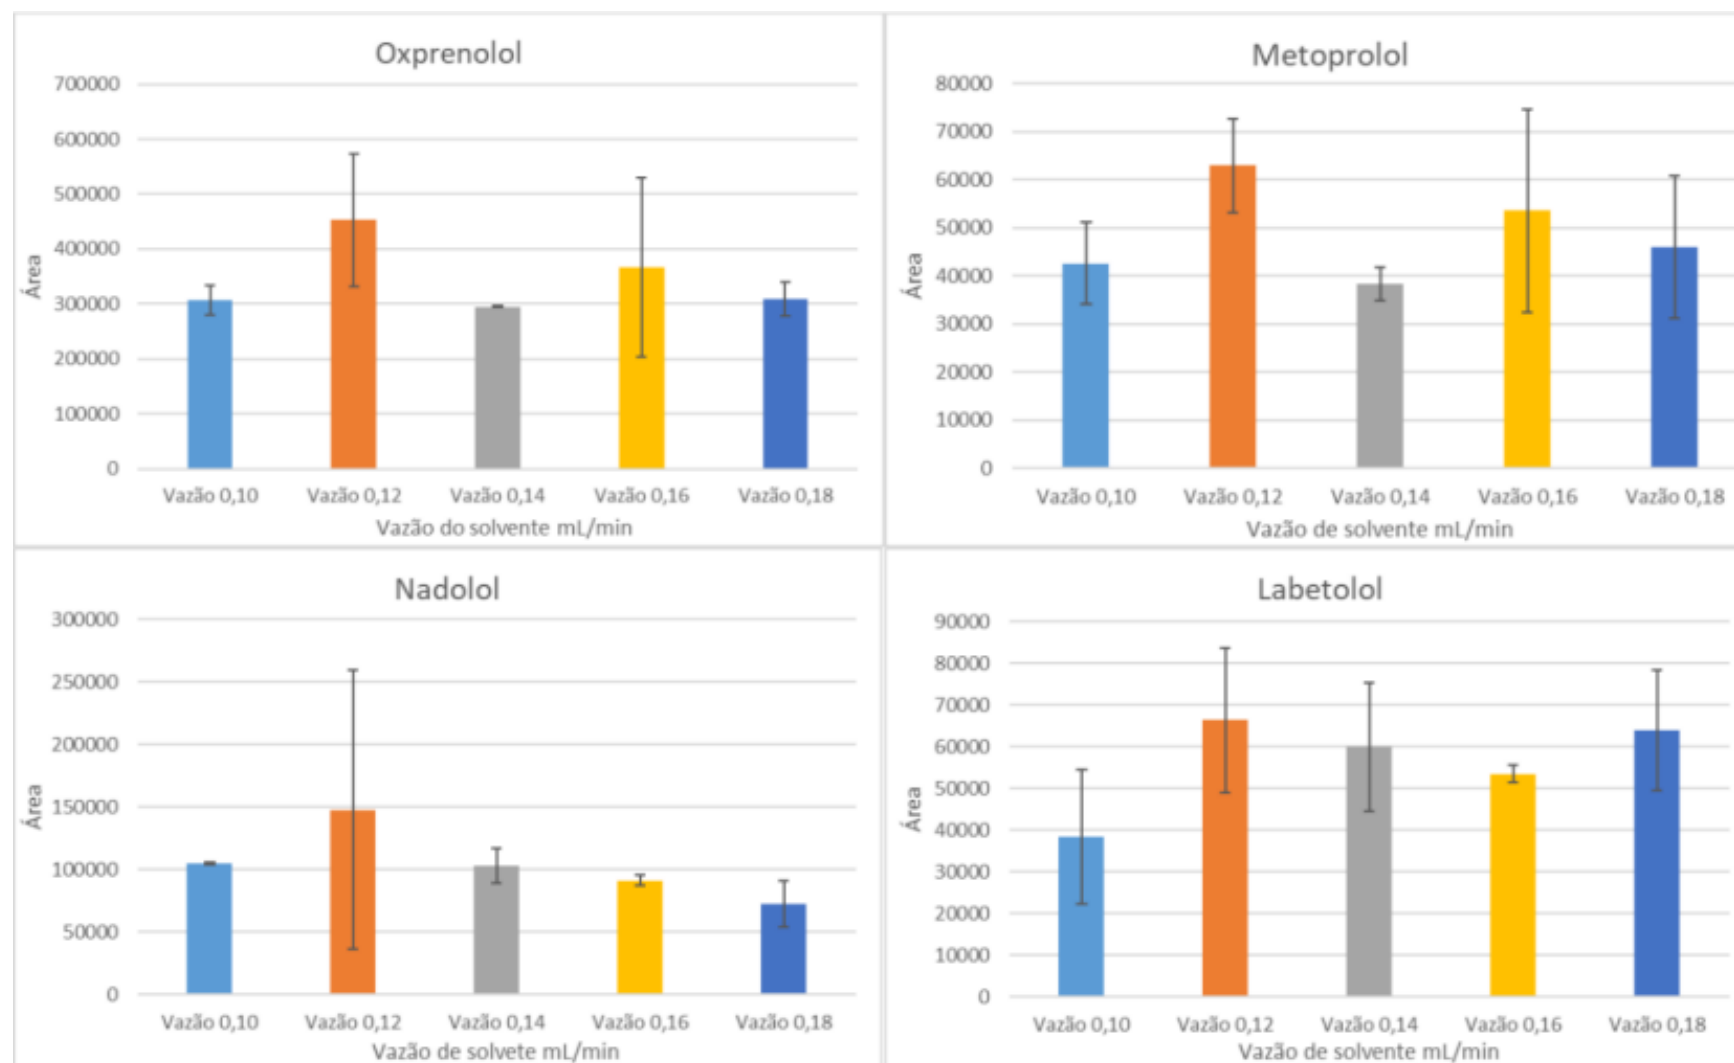 Oxprenolol
700000
600000
500000
400000
300000
200000
100000
0
Área
Vazão 0,10 Vazão 0,12 Vazão 0,14 Vazão 0,16 Vazão 0,18
Vazão do solvente mL/min
Metoprolol
80000
70000
60000
50000
40000
30000
20000
10000
0
Área
Vazão 0,10 Vazão 0,12 Vazão 0,14 Vazão 0,16 Vazão 0,18
Vazão de solvente mL/min
Nadolol
300000
250000
200000
150000
100000
50000
0
Área
Vazão 0,10 Vazão 0,12 Vazão 0,14 Vazão 0,16 Vazão 0,18
Vazão de solvete mL/min
Labetolol
90000
80000
70000
60000
50000
40000
30000
20000
10000
0
Área
Vazão 0,10 Vazão 0,12 Vazão 0,14 Vazão 0,16 Vazão 0,18
Vazão de solvente mL/min